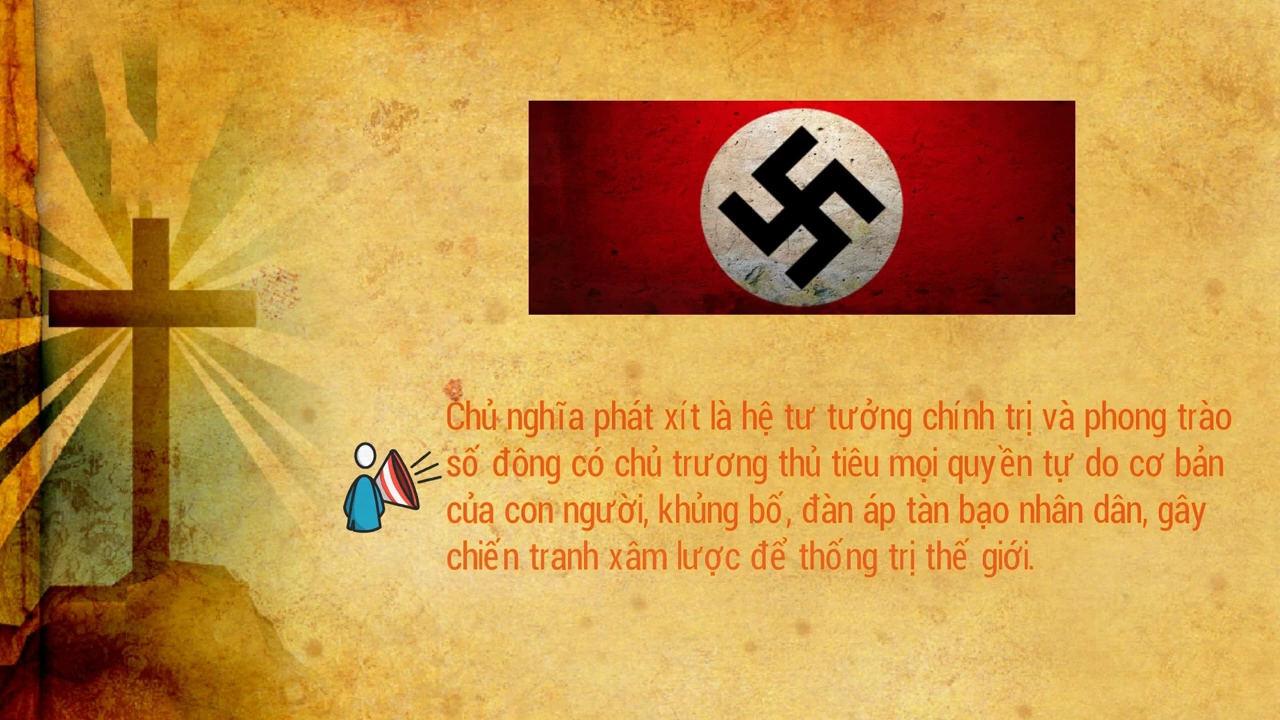 Chủ nghĩa phát xít là hệ tư tưởng chính trị và phong trào
số đông có chủ trương thủ tiêu mọi quyền tự do cơ bản
của con người, khủng bố, đàn áp tàn bạo nhân dân, gây
chiến tranh xâm lược để thống trị thế giới.